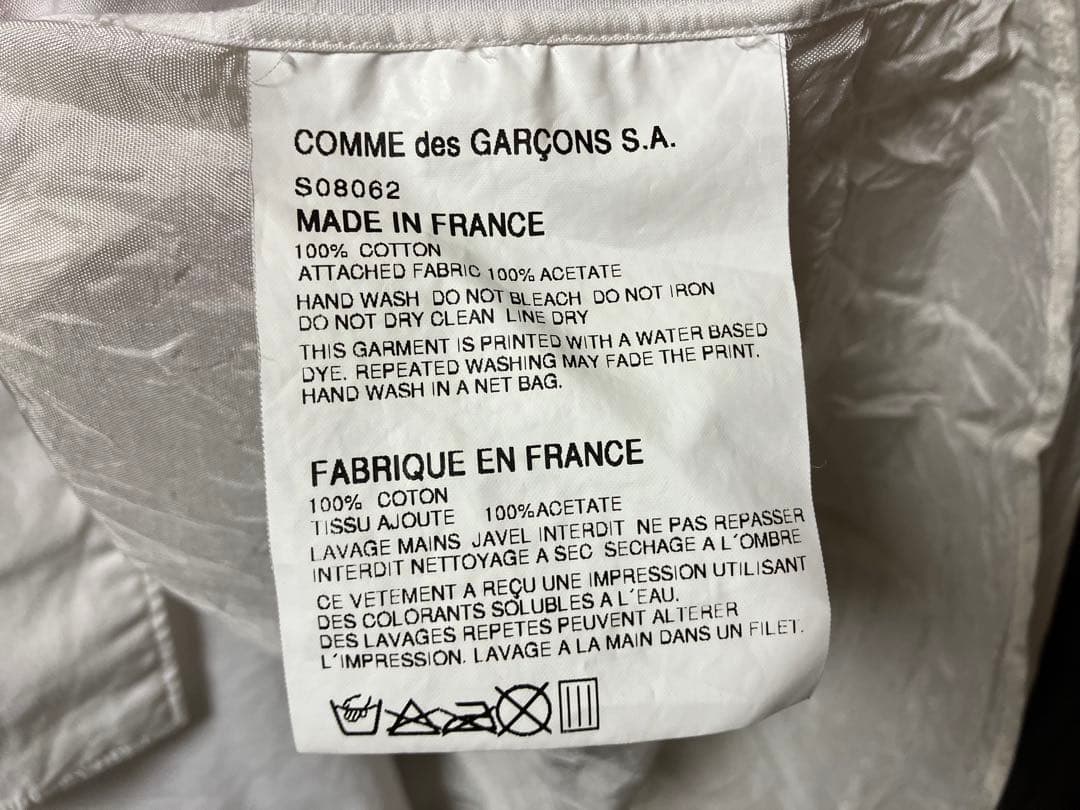 COMME des GARÇONS S.A.
S08062
MADE IN FRANCE
100% COTTON
ATTACHED FABRIC 100% ACETATE
HAND WASH DO NOT BLEACH DO NOT IRON
DO NOT DRY CLEAN LINE DRY
THIS GARMENT IS PRINTED WITH A WATER BASED
DYE. REPEATED WASHING MAY FADE THE PRINT.
HAND WASH IN A NET BAG.
FABRIQUE EN FRANCE
100% COTON
TISSU AJOUTE 100%ACETATE
LAVAGE MAINS JAVEL INTERDIT NE PAS REPASSER
INTERDIT NETTOYAGE A SEC SECHAGE A L´OMBRE
CE VETEMENT A REÇU UNE IMPRESSION UTILISANT
DES COLORANTS SOLUBLES A L´EAU.
DES LAVAGES REPETES PEUVENT ALTERER
L´IMPRESSION. LAVAGE A LA MAIN DANS UN FILET.